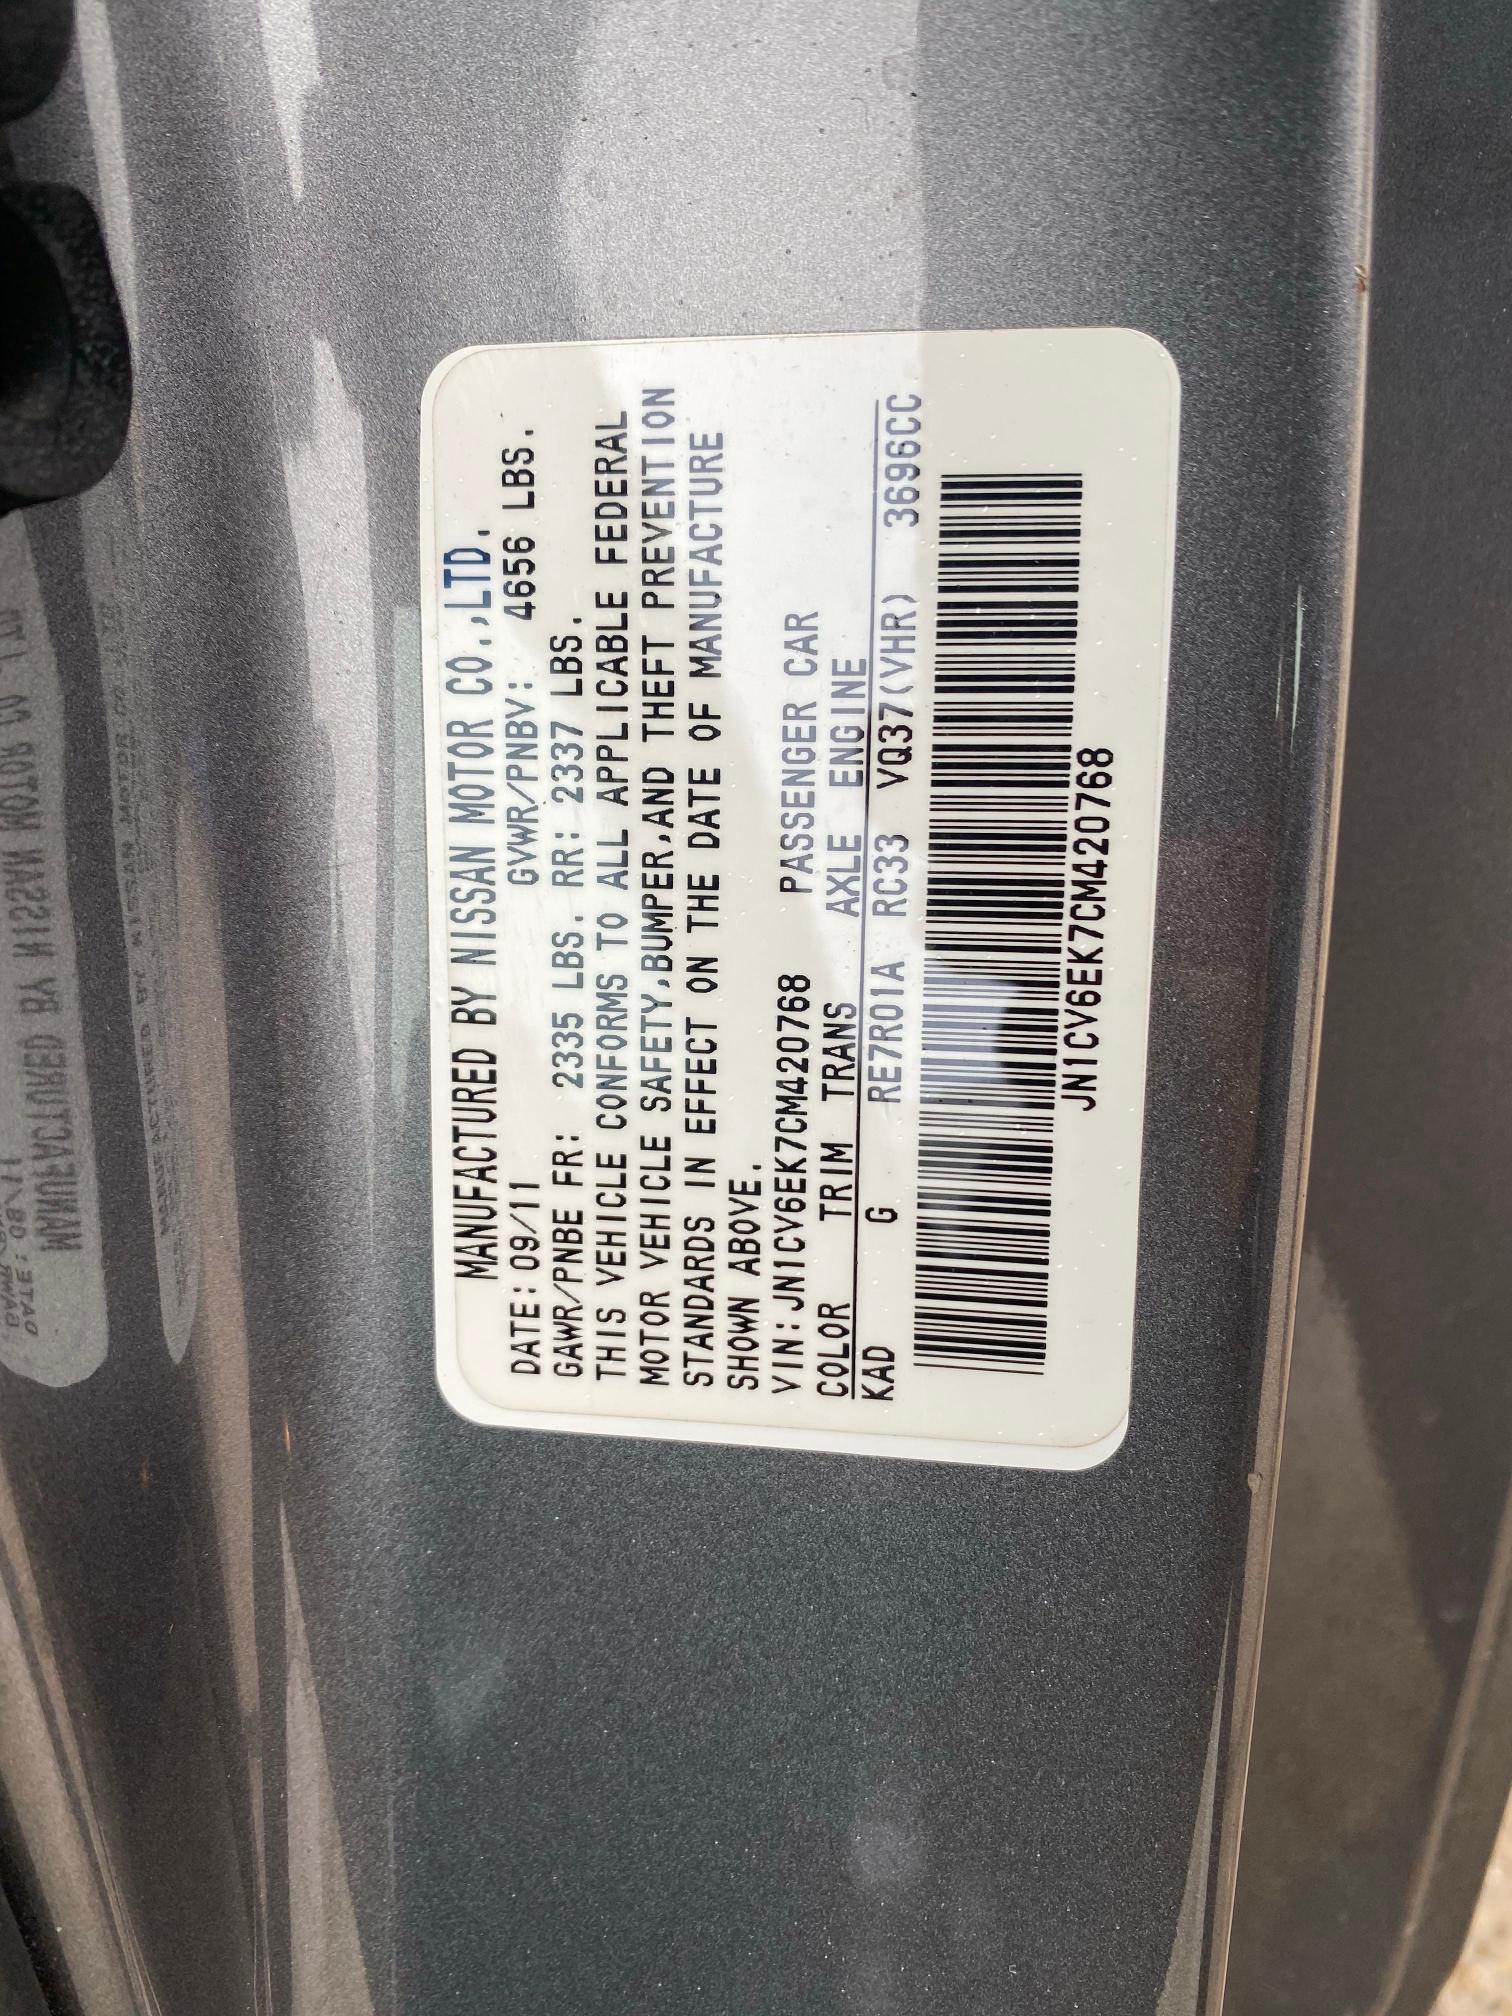 MANUFACTURED BY NISSAN MOTOR CO.,LTD.
DATE: 09/11 GVWR/PNBV: 4656 LBS.
GAWR/PNBE FR: 2335 LBS. RR: 2337 LBS.
THIS VEHICLE CONFORMS TO ALL APPLICABLE FEDERAL
MOTOR VEHICLE SAFETY,BUMPER,AND THEFT PREVENTION
STANDARDS IN EFFECT ON THE DATE OF MANUFACTURE
SHOWN ABOVE.
VIN: JN1CV6EK7CM420768 PASSENGER CAR
COLOR TRIM TRANS AXLE ENGINE
KAD G RE7R01A RC33 VQ37(VHR) 3696CC
JN1CV6EK7CM420768